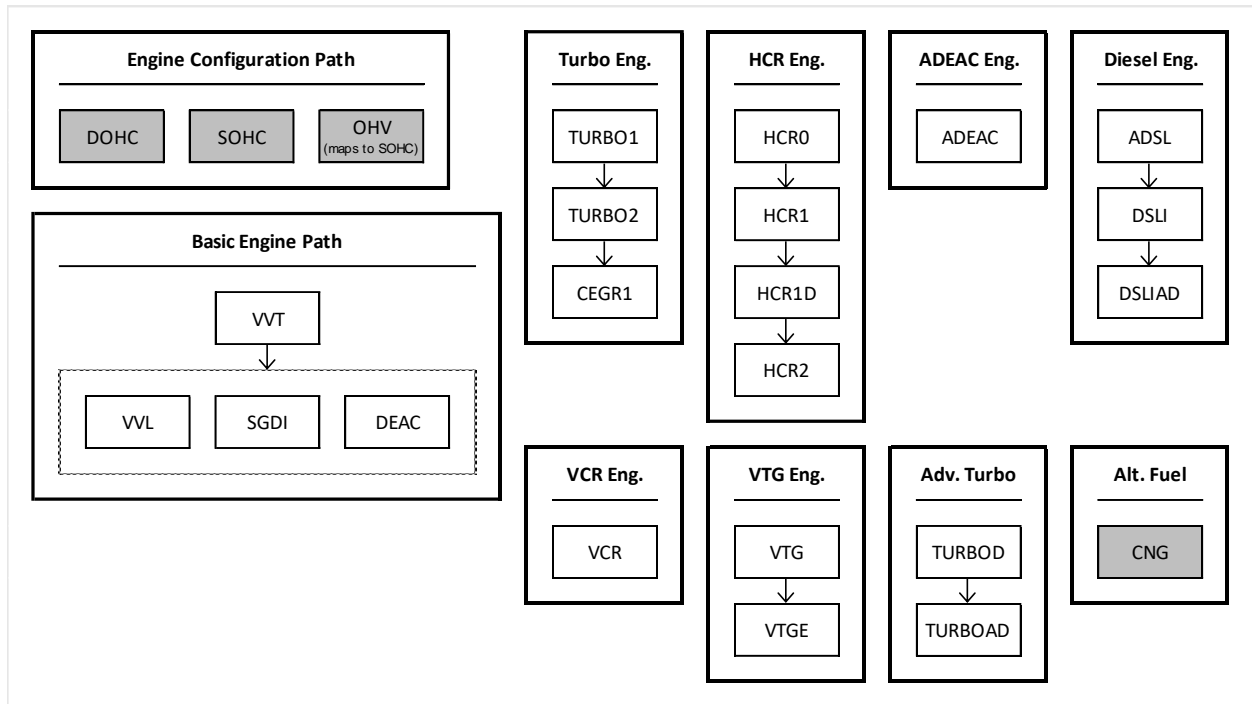 Engine Configuration Path
DOHC
SOHC
OHV
(maps to SOHC)
Basic Engine Path
VVT
VVL
SGDI
DEAC
Turbo Eng.
TURBO1
TURBO2
CEGR1
HCR Eng.
HCR0
HCR1
HCR1D
HCR2
ADEAC Eng.
ADEAC
Diesel Eng.
ADSL
DSLI
DSLIAD
VCR Eng.
VCR
VTG Eng.
VTG
VTGE
Adv. Turbo
TURBOD
TURBOAD
Alt. Fuel
CNG